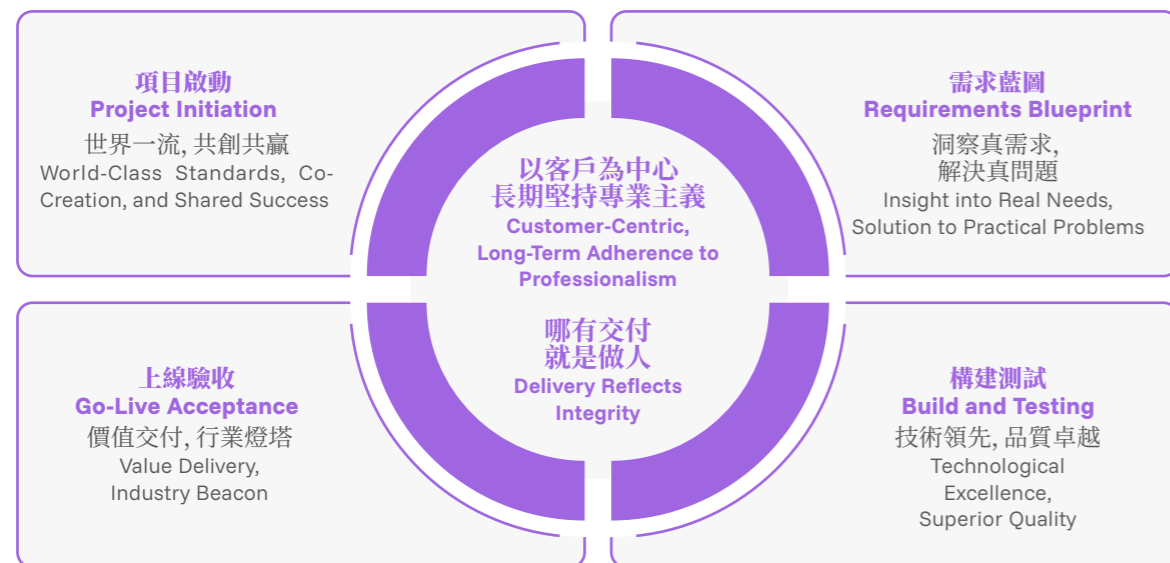 項目啟動
Project Initiation
世界一流, 共創共贏
World-Class Standards, Co-
Creation, and Shared Success
需求藍圖
Requirements Blueprint
洞察真需求,
解決真問題
Insight into Real Needs,
Solution to Practical Problems
以客戶為中心
長期堅持專業主義
Customer-Centric,
Long-Term Adherence to
Professionalism
哪有交付
就是做人
Delivery Reflects
Integrity
上線驗收
Go-Live Acceptance
價值交付, 行業燈塔
Value Delivery,
Industry Beacon
構建測試
Build and Testing
技術領先, 品質卓越
Technological
Excellence,
Superior Quality